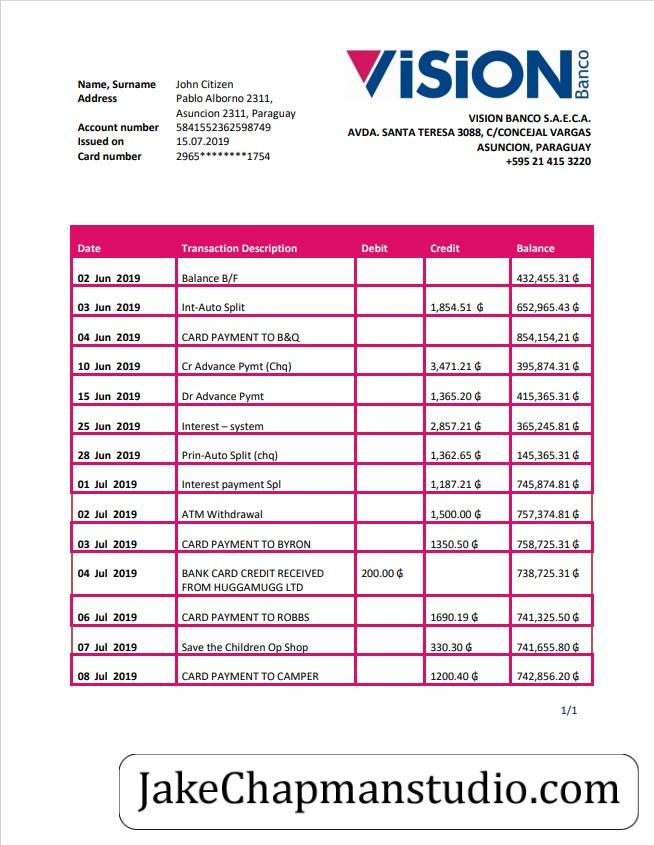 ViSiON Banco
Name, Surname John Citizen
Address Pablo Alborno 2311,
Asuncion 2311, Paraguay
Account number 5841552362598749
Issued on 15.07.2019
Card number 2965********1754
VISION BANCO S.A.E.C.A.
AVDA. SANTA TERESA 3088, C/CONCEJAL VARGAS
ASUNCION, PARAGUAY
+595 21 415 3220
Date Transaction Description Debit Credit Balance
02 Jun 2019 Balance B/F 432,455.31 ₲
03 Jun 2019 Int-Auto Split 1,854.51 ₲ 652,965.43 ₲
04 Jun 2019 CARD PAYMENT TO B&Q 854,154,21 ₲
10 Jun 2019 Cr Advance Pymt (Chq) 3,471.21 ₲ 395,874.31 ₲
15 Jun 2019 Dr Advance Pymt 1,365.20 ₲ 415,365.31 ₲
25 Jun 2019 Interest – system 2,857.21 ₲ 365,245.81 ₲
28 Jun 2019 Prin-Auto Split (chq) 1,362.65 ₲ 145,365.31 ₲
01 Jul 2019 Interest payment Spl 1,187.21 ₲ 745,874.81 ₲
02 Jul 2019 ATM Withdrawal 1,500.00 ₲ 757,374.81 ₲
03 Jul 2019 CARD PAYMENT TO BYRON 1350.50 ₲ 758,725.31 ₲
04 Jul 2019 BANK CARD CREDIT RECEIVED 200.00 ₲ 738,725.31 ₲
FROM HUGGAMUGG LTD
06 Jul 2019 CARD PAYMENT TO ROBBS 1690.19 ₲ 741,325.50 ₲
07 Jul 2019 Save the Children Op Shop 330.30 ₲ 741,655.80 ₲
08 Jul 2019 CARD PAYMENT TO CAMPER 1200.40 ₲ 742,856.20 ₲
1/1
JakeChapmanstudio.com